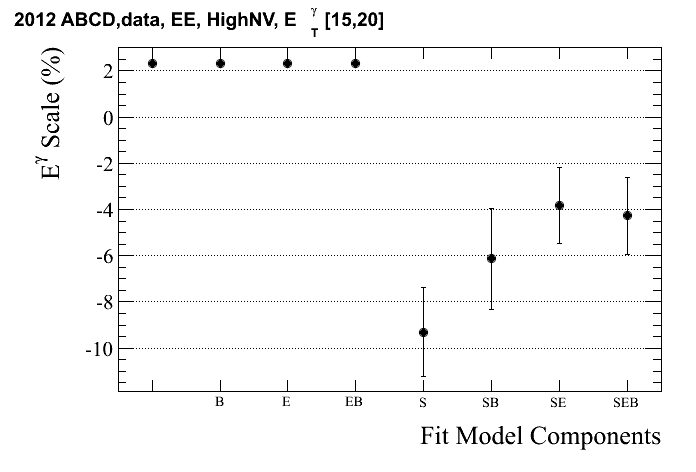 2012 ABCD,data, EE, HighNV, E γ T [15,20]
E^γ Scale (%)
2
0
-2
-4
-6
-8
-10
B E EB S SB SE SEB
Fit Model Components